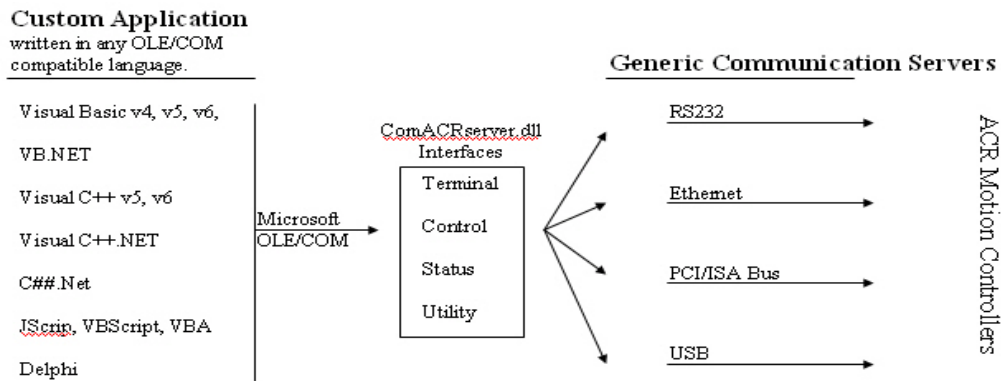 Custom Application
written in any OLE/COM
compatible language.
Visual Basic v4, v5, v6,
VB.NET
Visual C++ v5, v6
Visual C++.NET
C##.Net
JScrip, VBScript, VBA
Delphi
Microsoft
OLE/COM
ComACRserver.dll
Interfaces
Terminal
Control
Status
Utility
Generic Communication Servers
RS232
Ethernet
PCI/ISA Bus
USB
ACR Motion Controllers